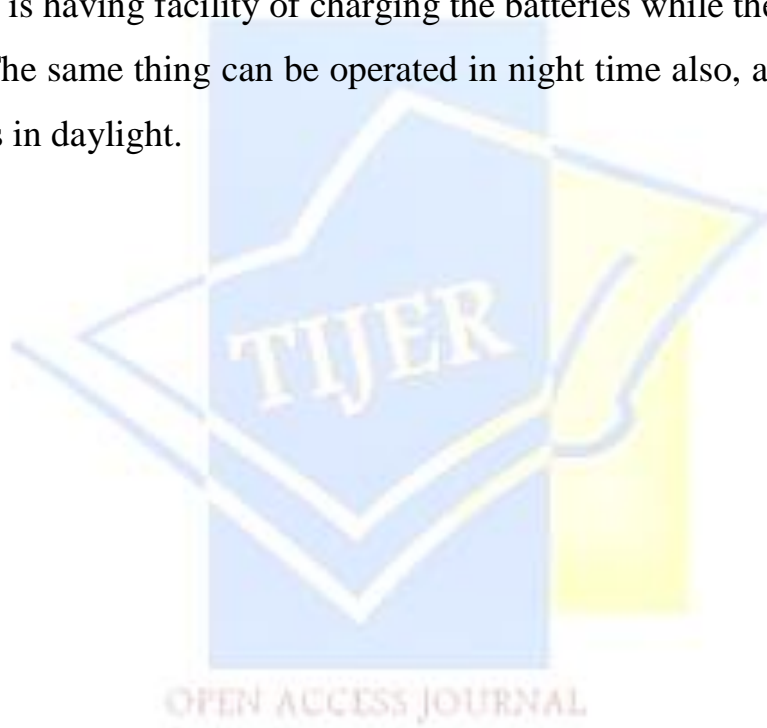 is having facility of charging the batteries while the
The same thing can be operated in night time also, a
s in daylight.
TIJER
OPEN ACCESS JOURNAL